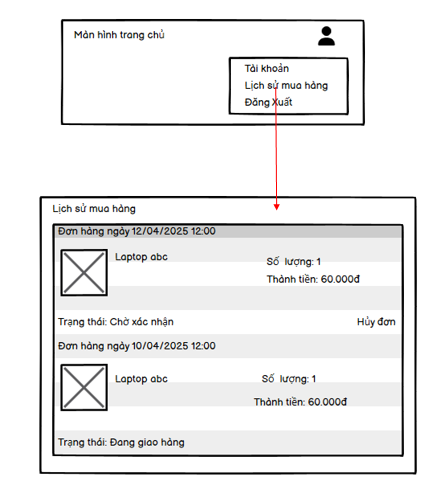 Màn hình trang chủ
Tài khoản
Lịch sử mua hàng
Đăng Xuất
Lịch sử mua hàng
Đơn hàng ngày 12/04/2025 12:00
Laptop abc
Số lượng: 1
Thành tiền: 60.000đ
Trạng thái: Chờ xác nhận
Hủy đơn
Đơn hàng ngày 10/04/2025 12:00
Laptop abc
Số lượng: 1
Thành tiền: 60.000đ
Trạng thái: Đang giao hàng